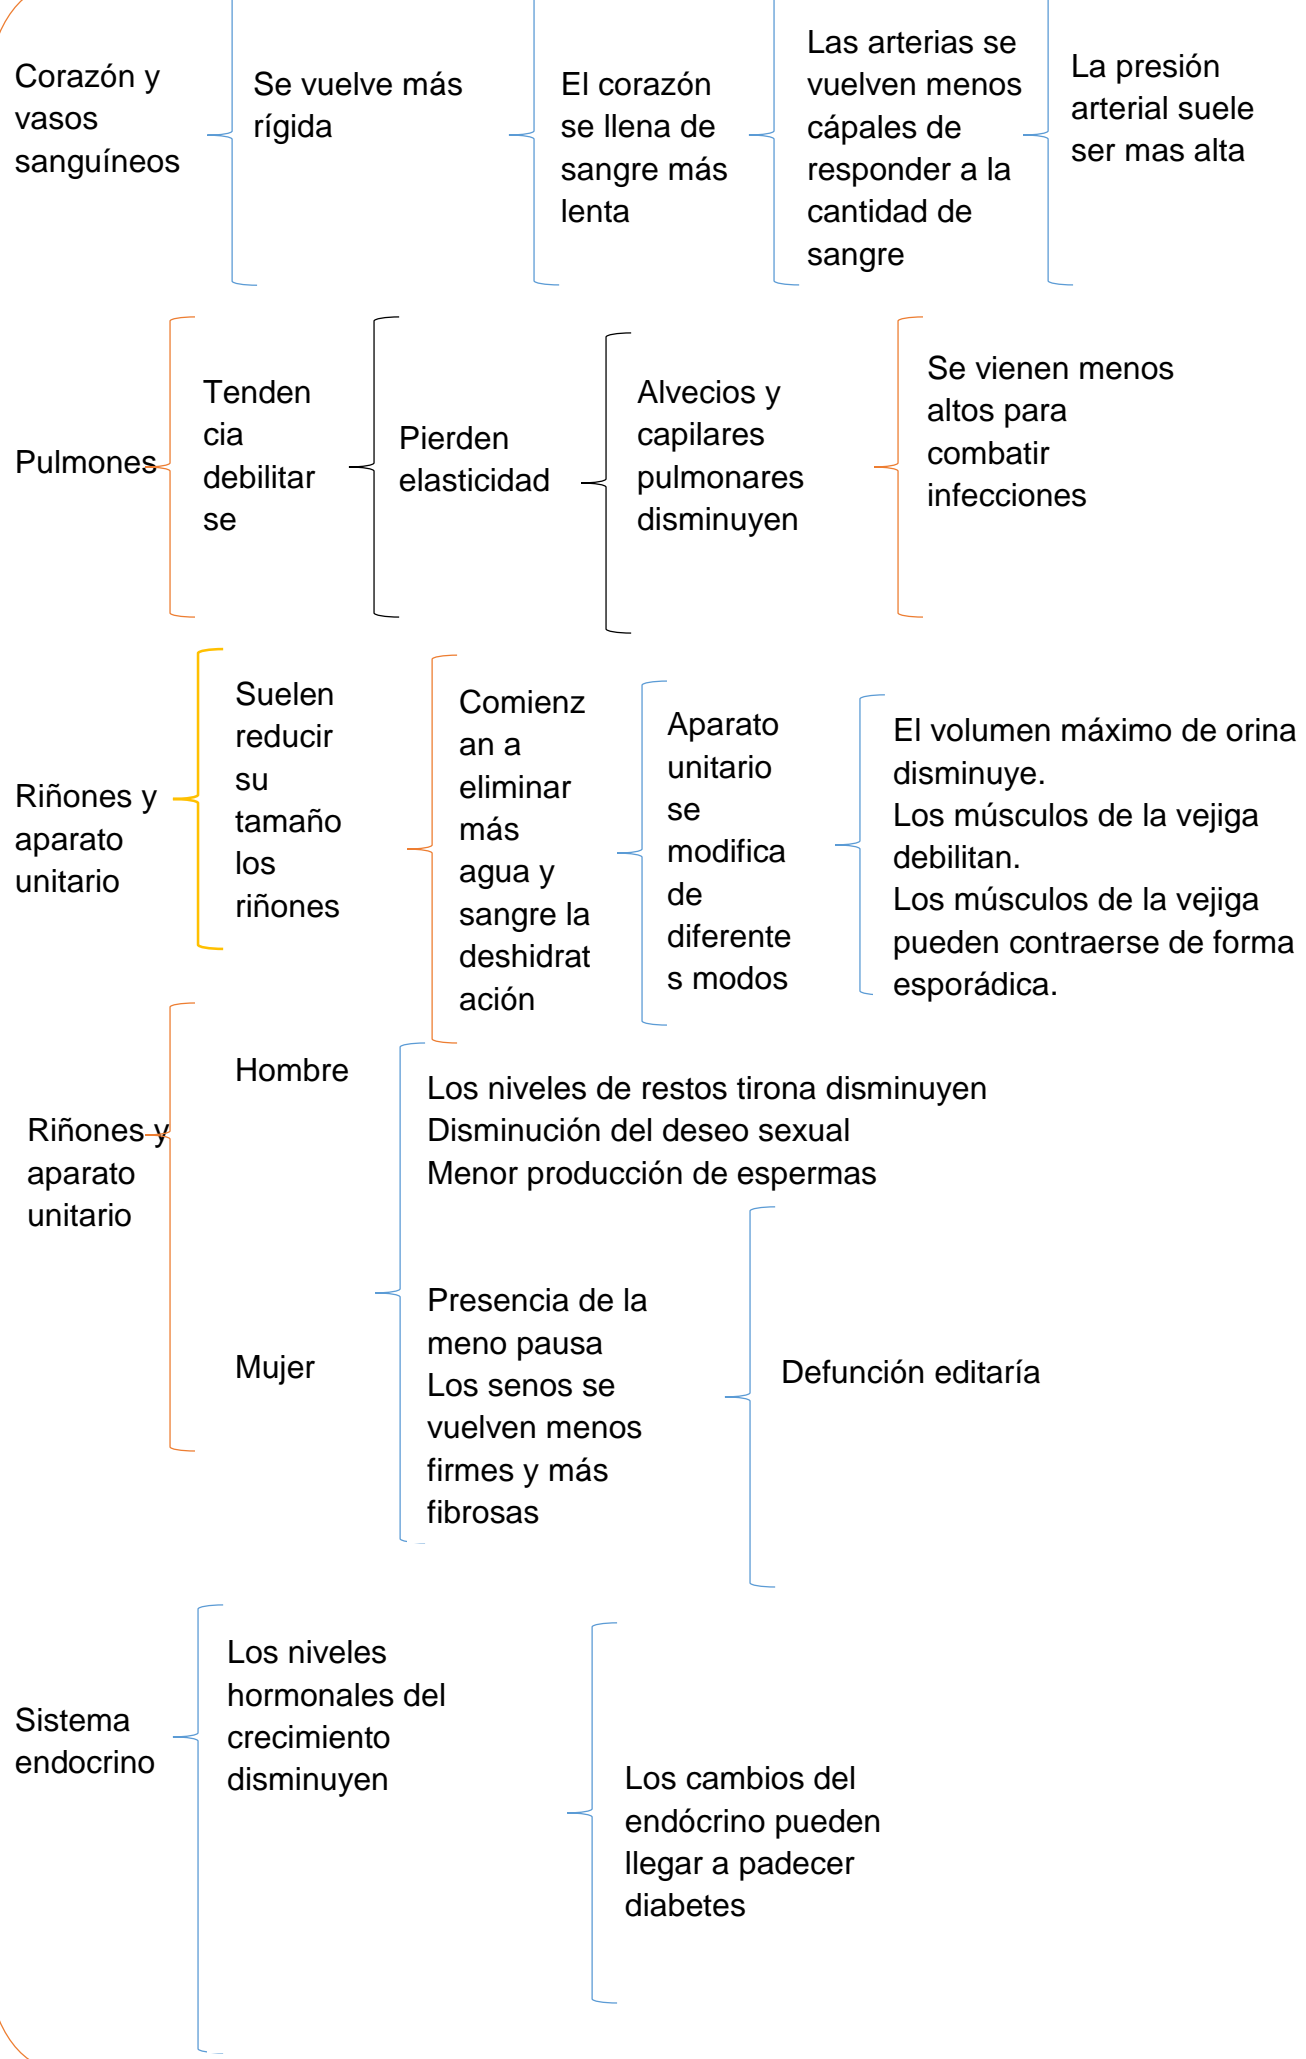 Corazón y
vasos
sanguíneos
Se vuelve más
rígida
El corazón
se llena de
sangre más
lenta
Las arterias se
vuelven menos
cápales de
responder a la
cantidad de
sangre
La presión
arterial suele
ser mas alta
Pulmones
Tenden
cia
debilitar
se
Pierden
elasticidad
Alvecios y
capilares
pulmonares
disminuyen
Se vienen menos
altos para
combatir
infecciones
Riñones y
aparato
unitario
Suelen
reducir
su
tamaño
los
riñones
Comienz
an a
eliminar
más
agua y
sangre la
deshidrat
ación
Aparato
unitario
se
modifica
de
diferente
s modos
El volumen máximo de orina
disminuye.
Los músculos de la vejiga
debilitan.
Los músculos de la vejiga
pueden contraerse de forma
esporádica.
Riñones y
aparato
unitario
Hombre
Los niveles de restos tirona disminuyen
Disminución del deseo sexual
Menor producción de espermas
Mujer
Presencia de la
meno pausa
Los senos se
vuelven menos
firmes y más
fibrosas
Defunción editaría
Sistema
endocrino
Los niveles
hormonales del
crecimiento
disminuyen
Los cambios del
endócrino pueden
llegar a padecer
diabetes